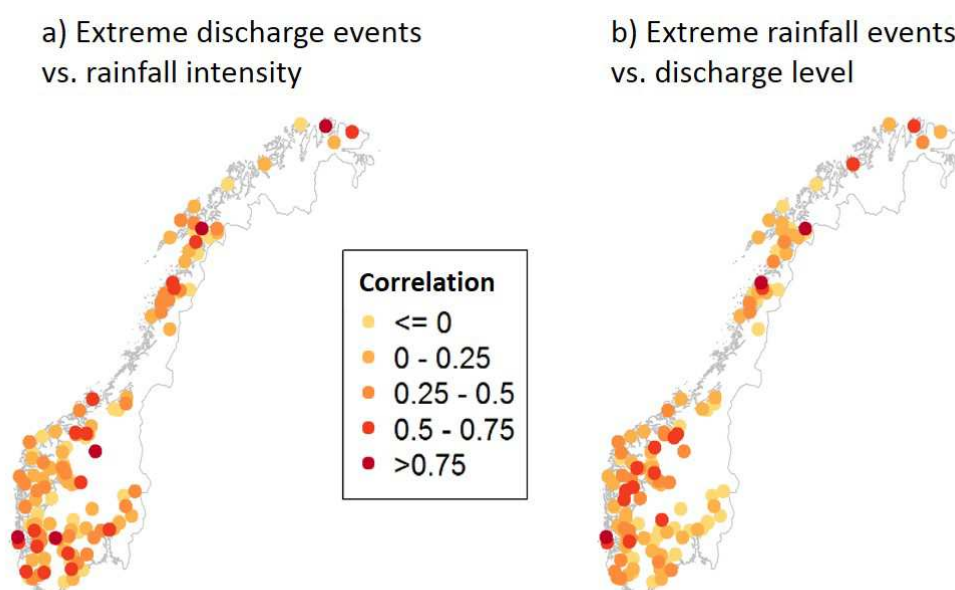 a) Extreme discharge events
vs. rainfall intensity
b) Extreme rainfall events
vs. discharge level
Correlation
<= 0
0 - 0.25
0.25 - 0.5
0.5 - 0.75
>0.75